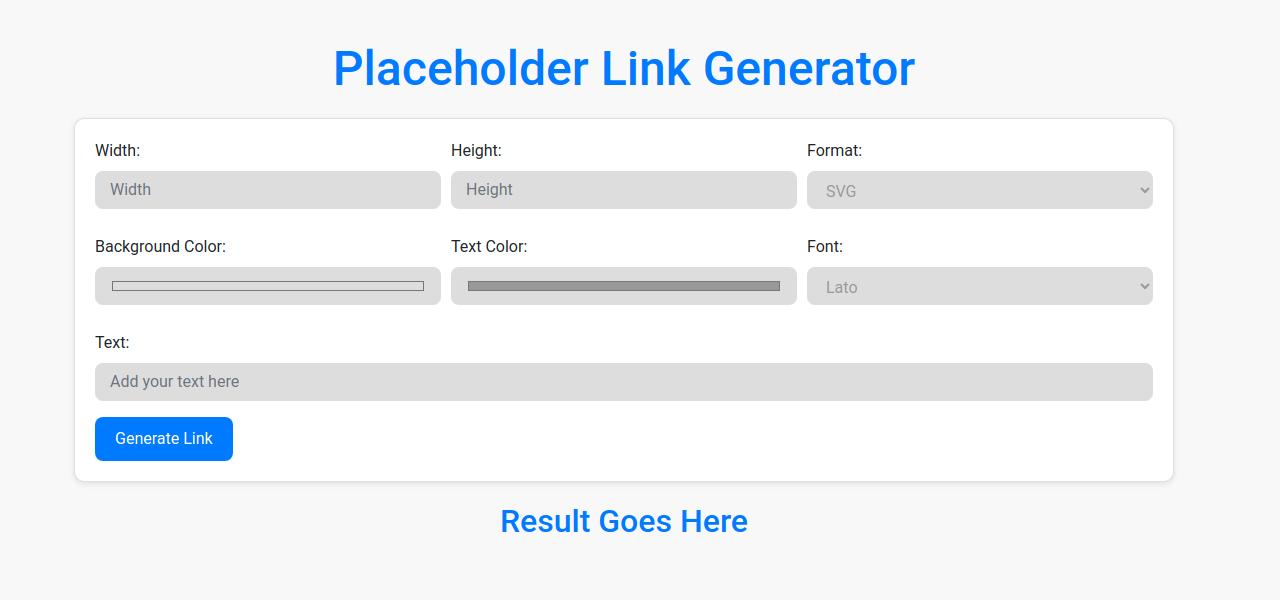 Placeholder Link Generator
Width: Height: Format:
Width Height SVG
Background Color: Text Color: Font:
Lato
Text:
Add your text here
Generate Link
Result Goes Here